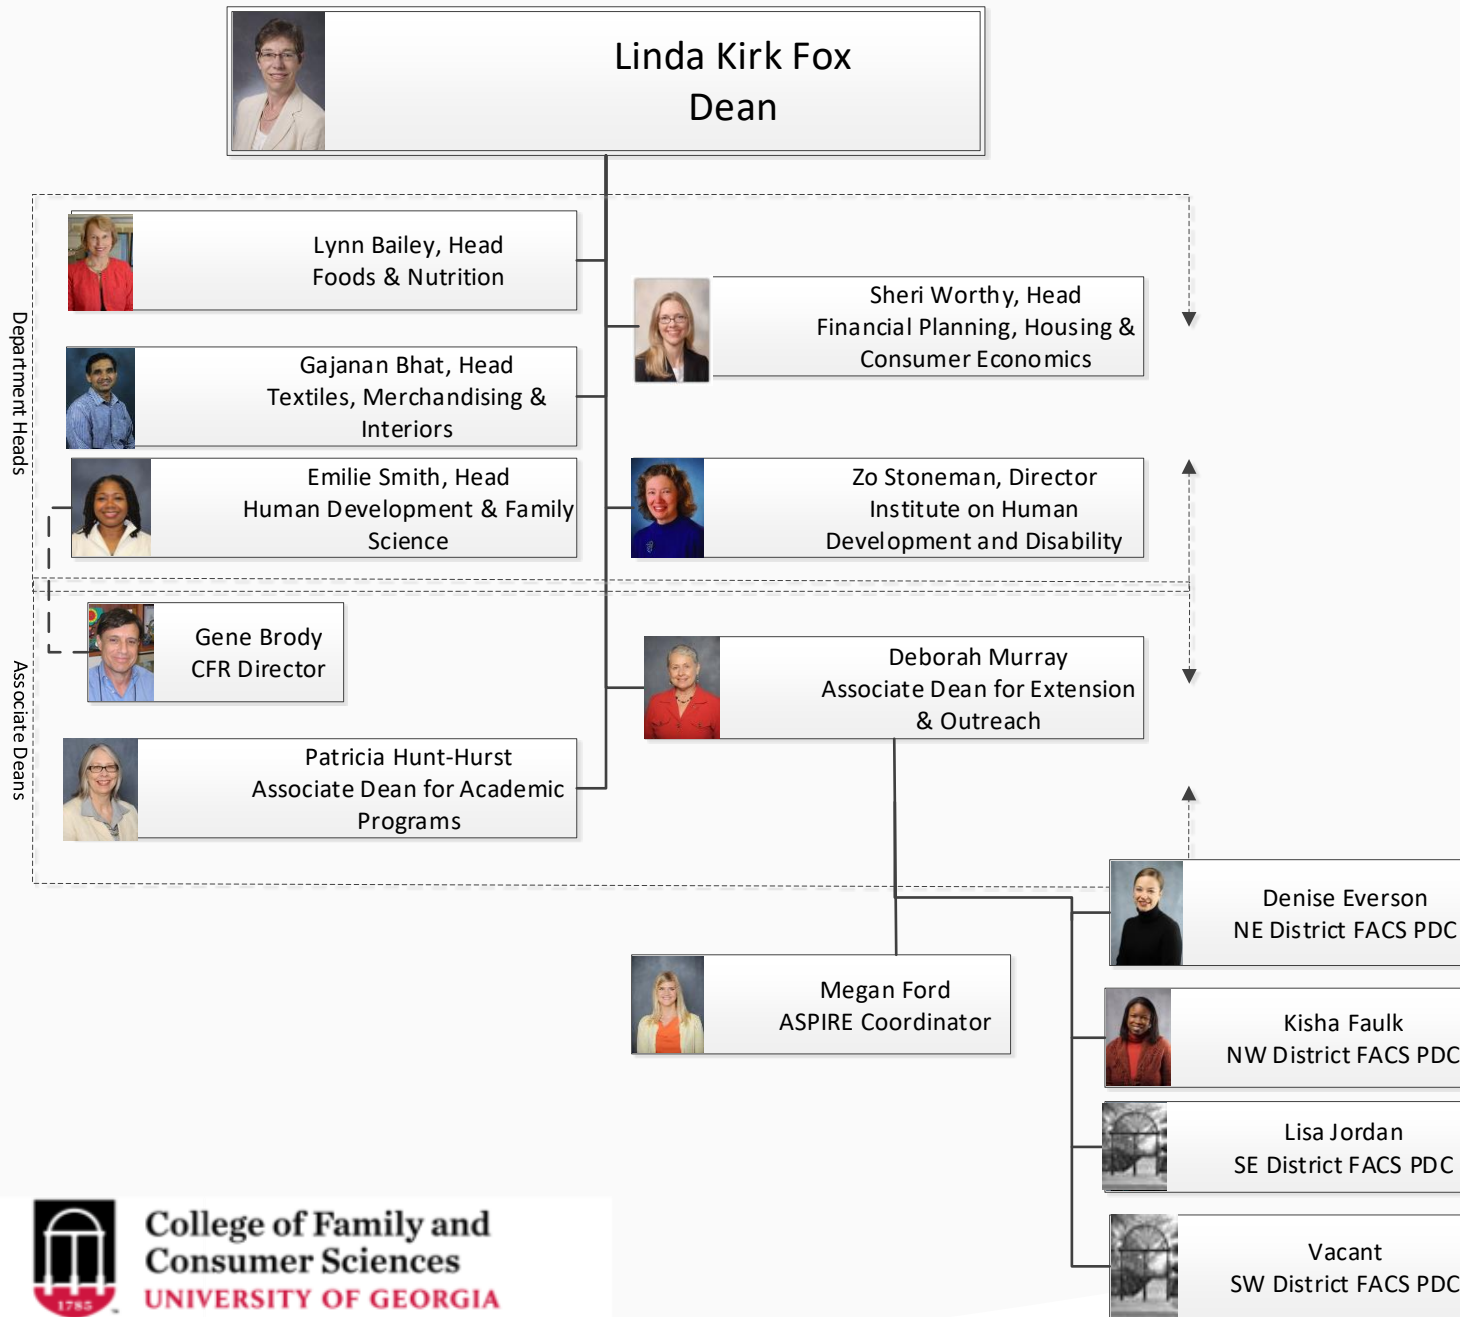 Linda Kirk Fox
Dean
Department Heads
Lynn Bailey, Head
Foods & Nutrition
Sheri Worthy, Head
Financial Planning, Housing &
Consumer Economics
Gajanan Bhat, Head
Textiles, Merchandising &
Interiors
Emilie Smith, Head
Human Development & Family
Science
Zo Stoneman, Director
Institute on Human
Development and Disability
Associate Deans
Gene Brody
CFR Director
Deborah Murray
Associate Dean for Extension
& Outreach
Patricia Hunt-Hurst
Associate Dean for Academic
Programs
Denise Everson
NE District FACS PDC
Megan Ford
ASPIRE Coordinator
Kisha Faulk
NW District FACS PDC
Lisa Jordan
SE District FACS PDC
Vacant
SW District FACS PDC
1785
College of Family and
Consumer Sciences
UNIVERSITY OF GEORGIA